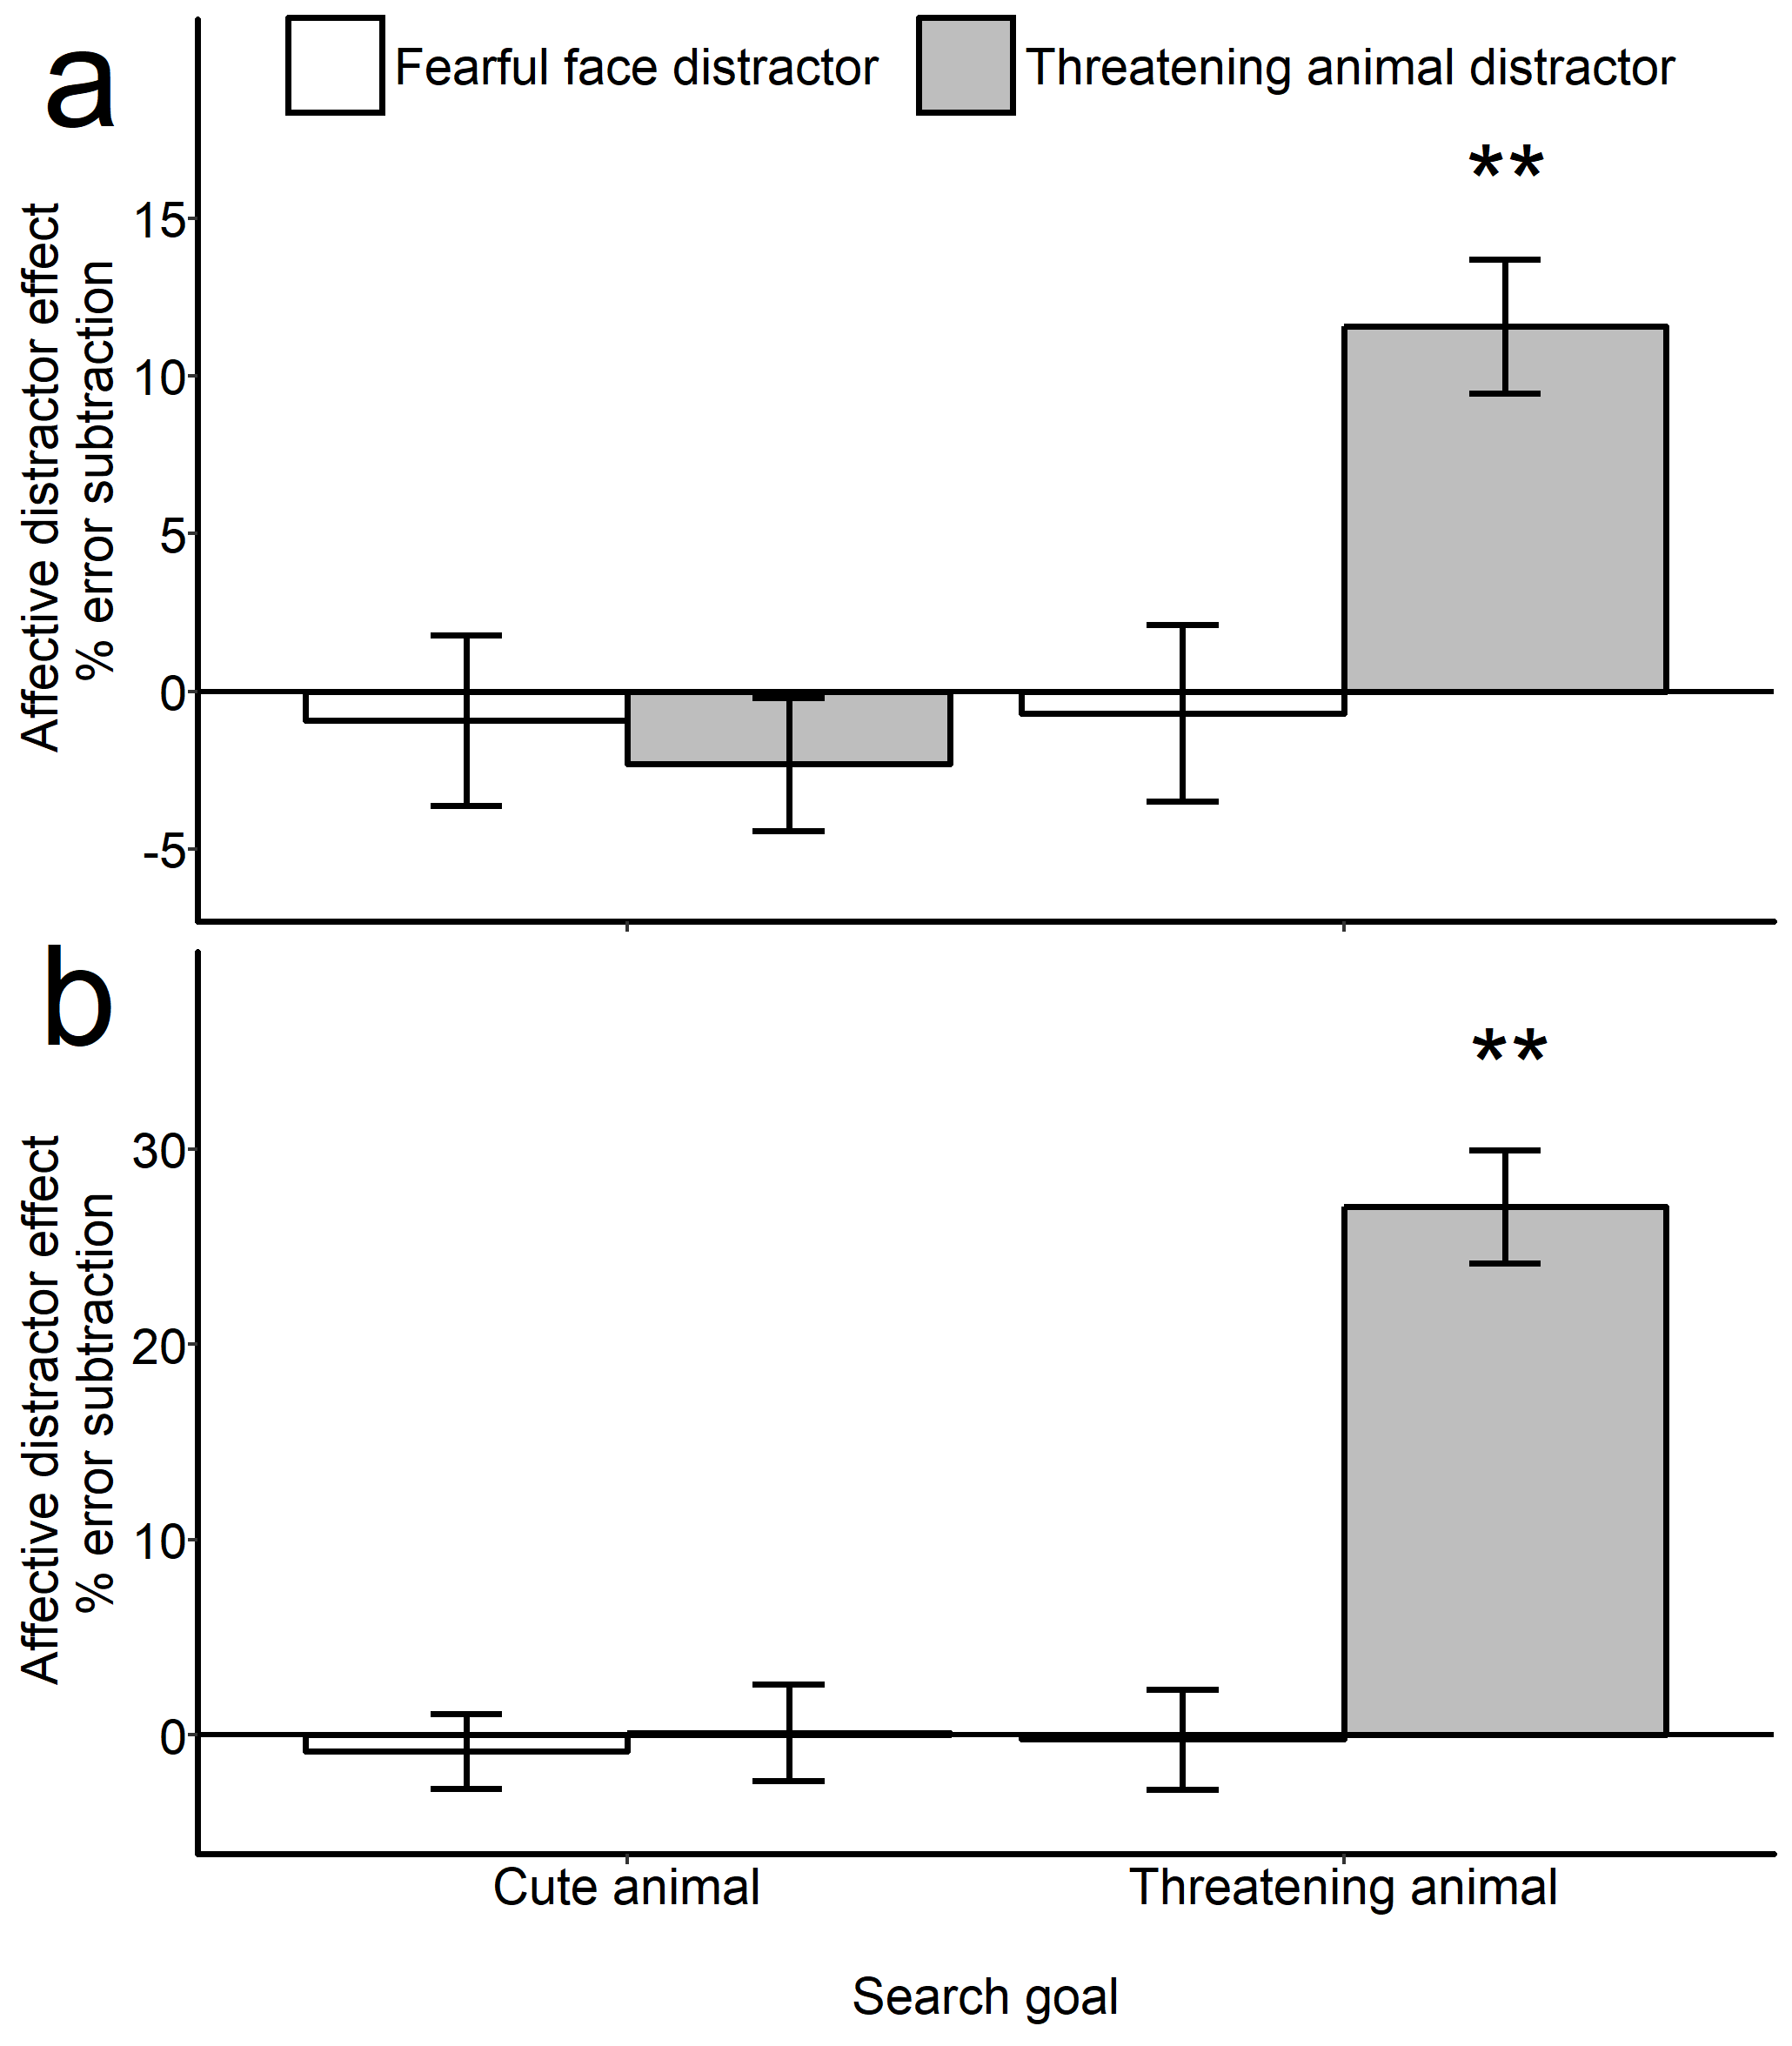 a
Fearful face distractor
Threatening animal distractor
**
Affective distractor effect
% error subtraction
15
10
5
0
-5
b
**
Affective distractor effect
% error subtraction
30
20
10
0
Cute animal
Threatening animal
Search goal